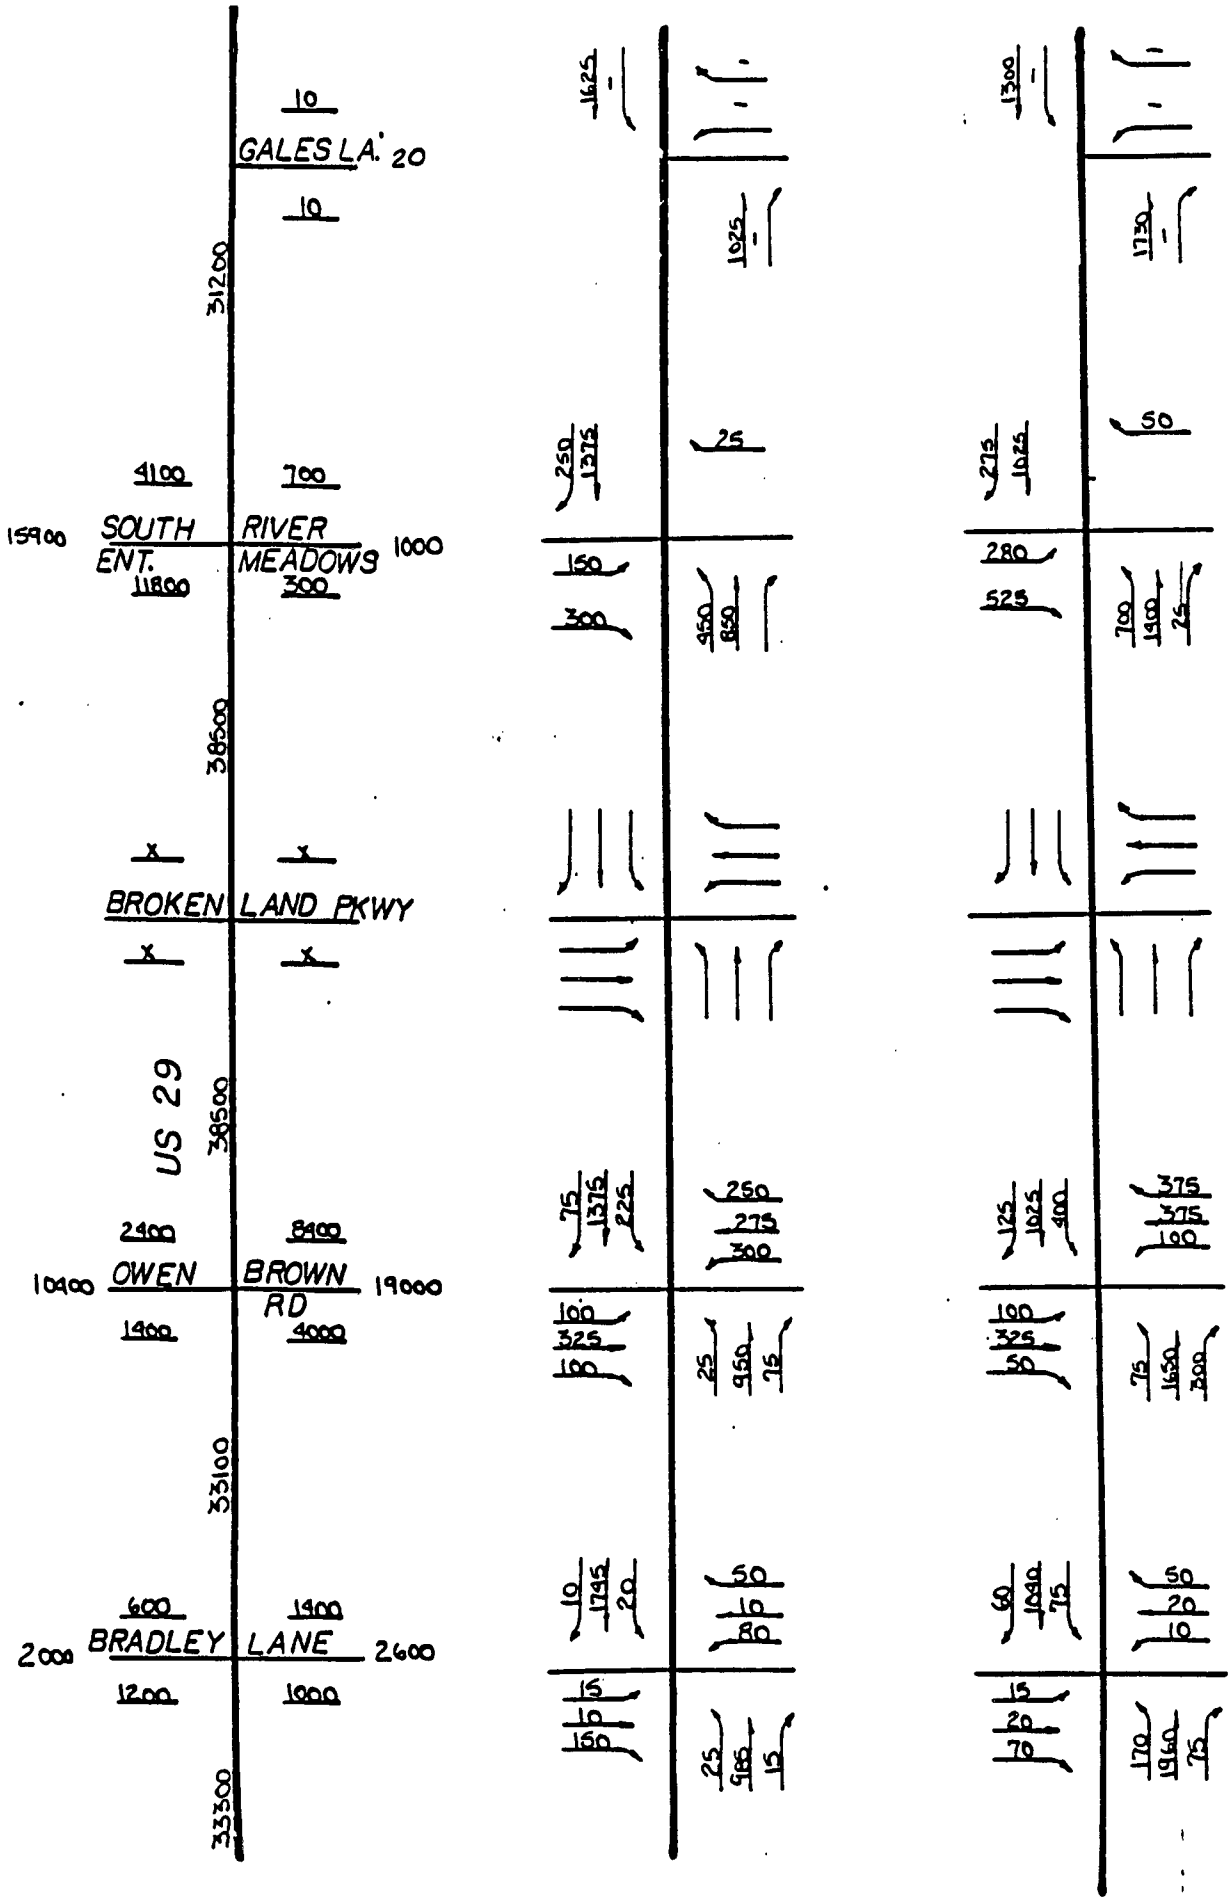 10
GALES LA. 20
10
31200
4100 700
15900 SOUTH RIVER 1000
ENT. MEADOWS
11800 300
38500
X X
BROKEN LAND PKWY
X X
US 29
38500
2400 8400
10400 OWEN BROWN 19000
RD
1400 4000
33100
600 1400
2000 BRADLEY LANE 2600
1200 1000
33300
1625 -
-
-
1025 -
250 1375
25
150
300
450 850
75 1375 225
250
275
300
100
325
100
25 950 75
10 1745 20
50
10
80
15
10
150
25 985 15
1300 -
-
-
1730 -
275 1025
50
280
525
700 1400 25
125 1025 400
375
375
100
100
325
50
75 1650 300
60 1040 75
50
20
10
15
20
70
170 1960 75